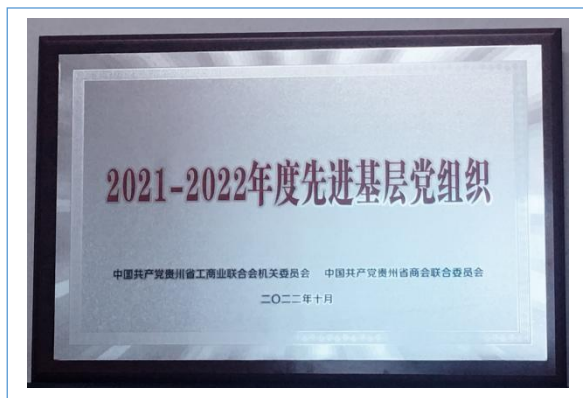 2021-2022年度先进基层党组织
中国共产党贵州省工商业联合会机关委员会 中国共产党贵州省商会联合委员会
二〇二二年十月